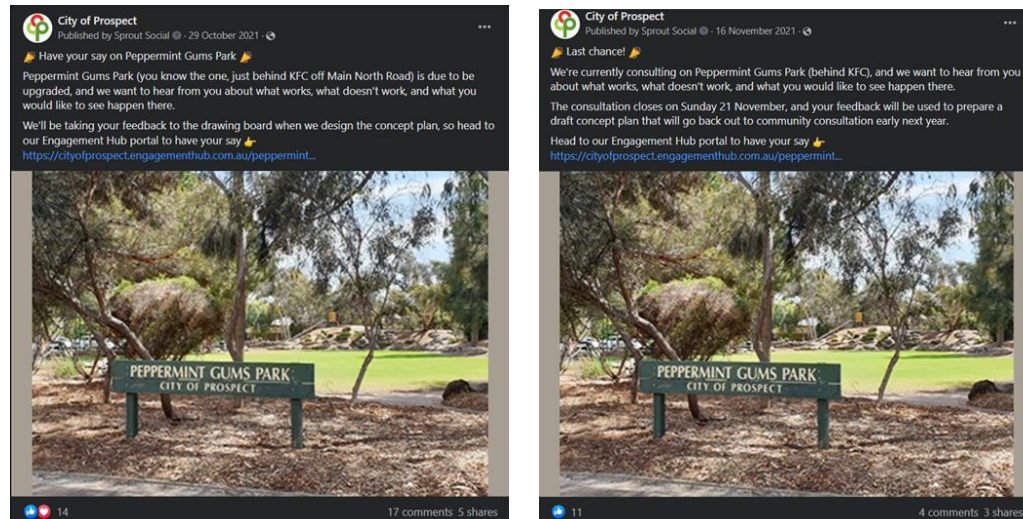 City of Prospect
Published by Sprout Social · 29 October 2021 ·
Have your say on Peppermint Gums Park
Peppermint Gums Park (you know the one, just behind KFC off Main North Road) is due to be
upgraded, and we want to hear from you about what works, what doesn't work, and what you
would like to see happen there.
We'll be taking your feedback to the drawing board when we design the concept plan, so head to
our Engagement Hub portal to have your say 👉
https://cityofprospect.engagementhub.com.au/peppermint...
PEPPERMINT GUMS PARK
CITY OF PROSPECT
14
17 comments 5 shares
City of Prospect
Published by Sprout Social · 16 November 2021 ·
Last chance!
We're currently consulting on Peppermint Gums Park (behind KFC), and we want to hear from you
about what works, what doesn't work, and what you would like to see happen there.
The consultation closes on Sunday 21 November, and your feedback will be used to prepare a
draft concept plan that will go back out to community consultation early next year.
Head to our Engagement Hub portal to have your say 👉
https://cityofprospect.engagementhub.com.au/peppermint...
PEPPERMINT GUMS PARK
CITY OF PROSPECT
11
4 comments 3 shares